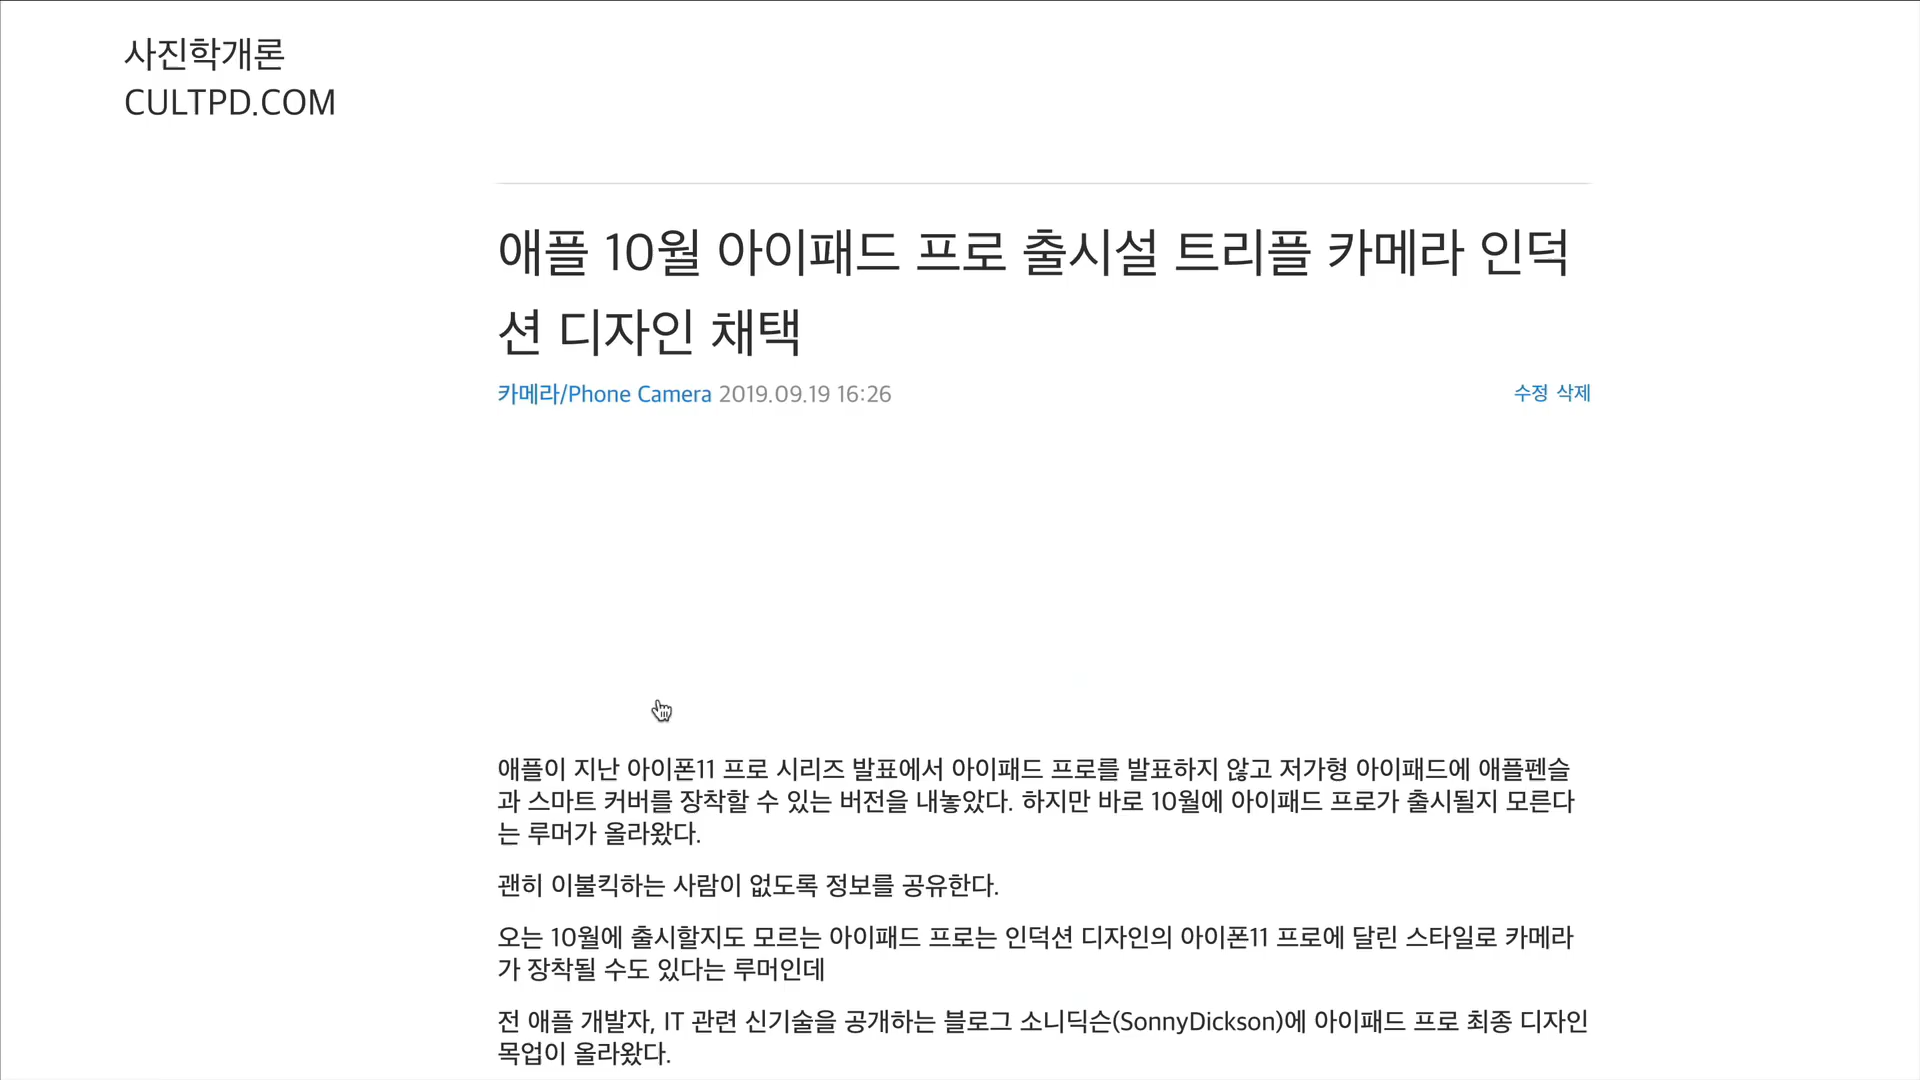 사진학개론
CULTPD.COM
애플 10월 아이패드 프로 출시설 트리플 카메라 인덕
션 디자인 채택
카메라/Phone Camera 2019.09.19 16:26
수정 삭제
애플이 지난 아이폰11 프로 시리즈 발표에서 아이패드 프로를 발표하지 않고 저가형 아이패드에 애플펜슬
과 스마트 커버를 장착할 수 있는 버전을 내놓았다. 하지만 바로 10월에 아이패드 프로가 출시될지 모른다
는 루머가 올라왔다.
괜히 이불킥하는 사람이 없도록 정보를 공유한다.
오는 10월에 출시할지도 모르는 아이패드 프로는 인덕션 디자인의 아이폰11 프로에 달린 스타일로 카메라
가 장착될 수도 있다는 루머인데
전 애플 개발자, IT 관련 신기술을 공개하는 블로그 소니딕슨(SonnyDickson)에 아이패드 프로 최종 디자인
목업이 올라왔다.